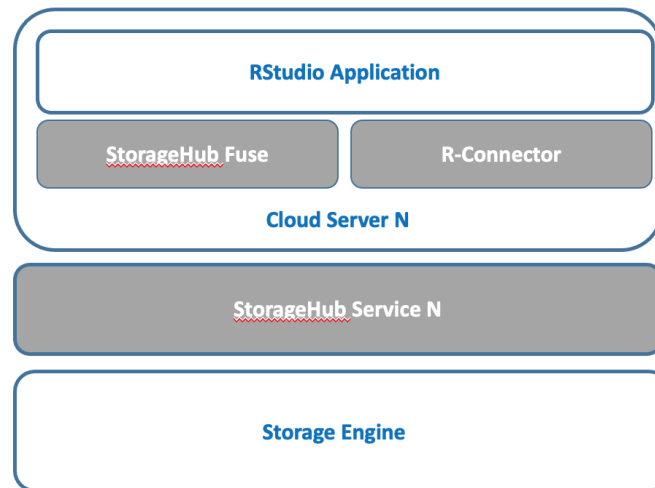 RStudio Application
StorageHub Fuse
R-Connector
Cloud Server N
StorageHub Service N
Storage Engine